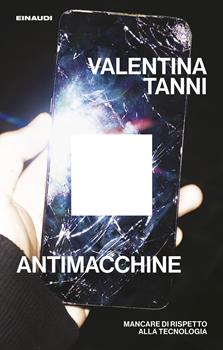 EINAUDI
VALENTINA
TANNI
ANTIMACCHINE
MANCARE DI RISPETTO
ALLA TECNOLOGIA